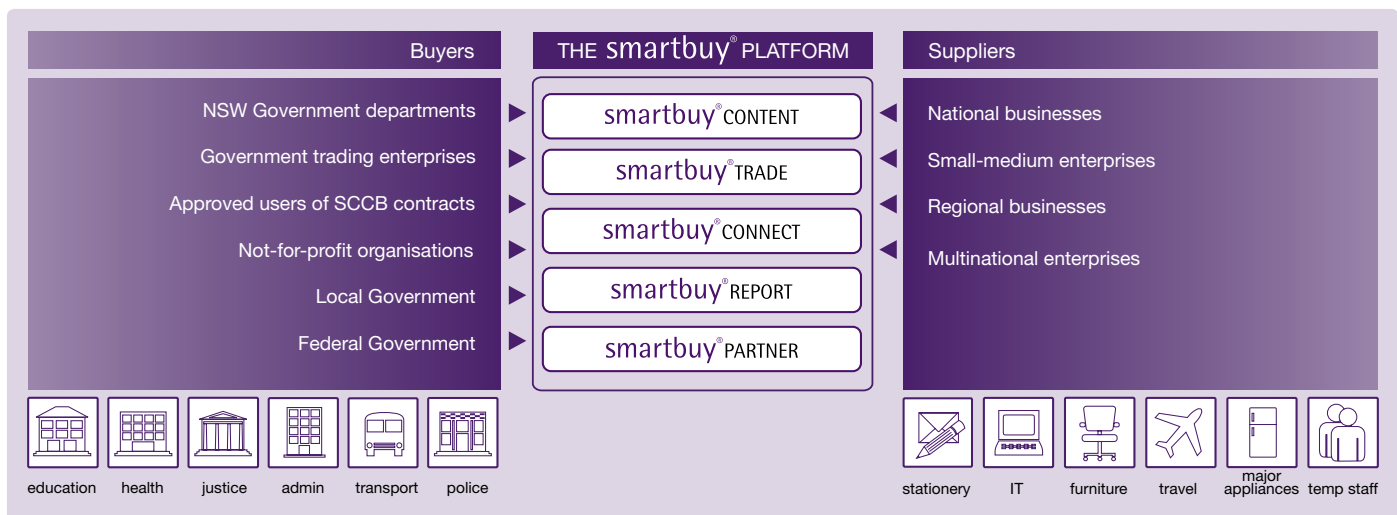 Buyers
NSW Government departments
Government trading enterprises
Approved users of SCCB contracts
Not-for-profit organisations
Local Government
Federal Government
education health justice admin transport police
THE smartbuy® PLATFORM
smartbuy® CONTENT
smartbuy® TRADE
smartbuy® CONNECT
smartbuy® REPORT
smartbuy® PARTNER
Suppliers
National businesses
Small-medium enterprises
Regional businesses
Multinational enterprises
stationery IT furniture travel major
appliances temp staff